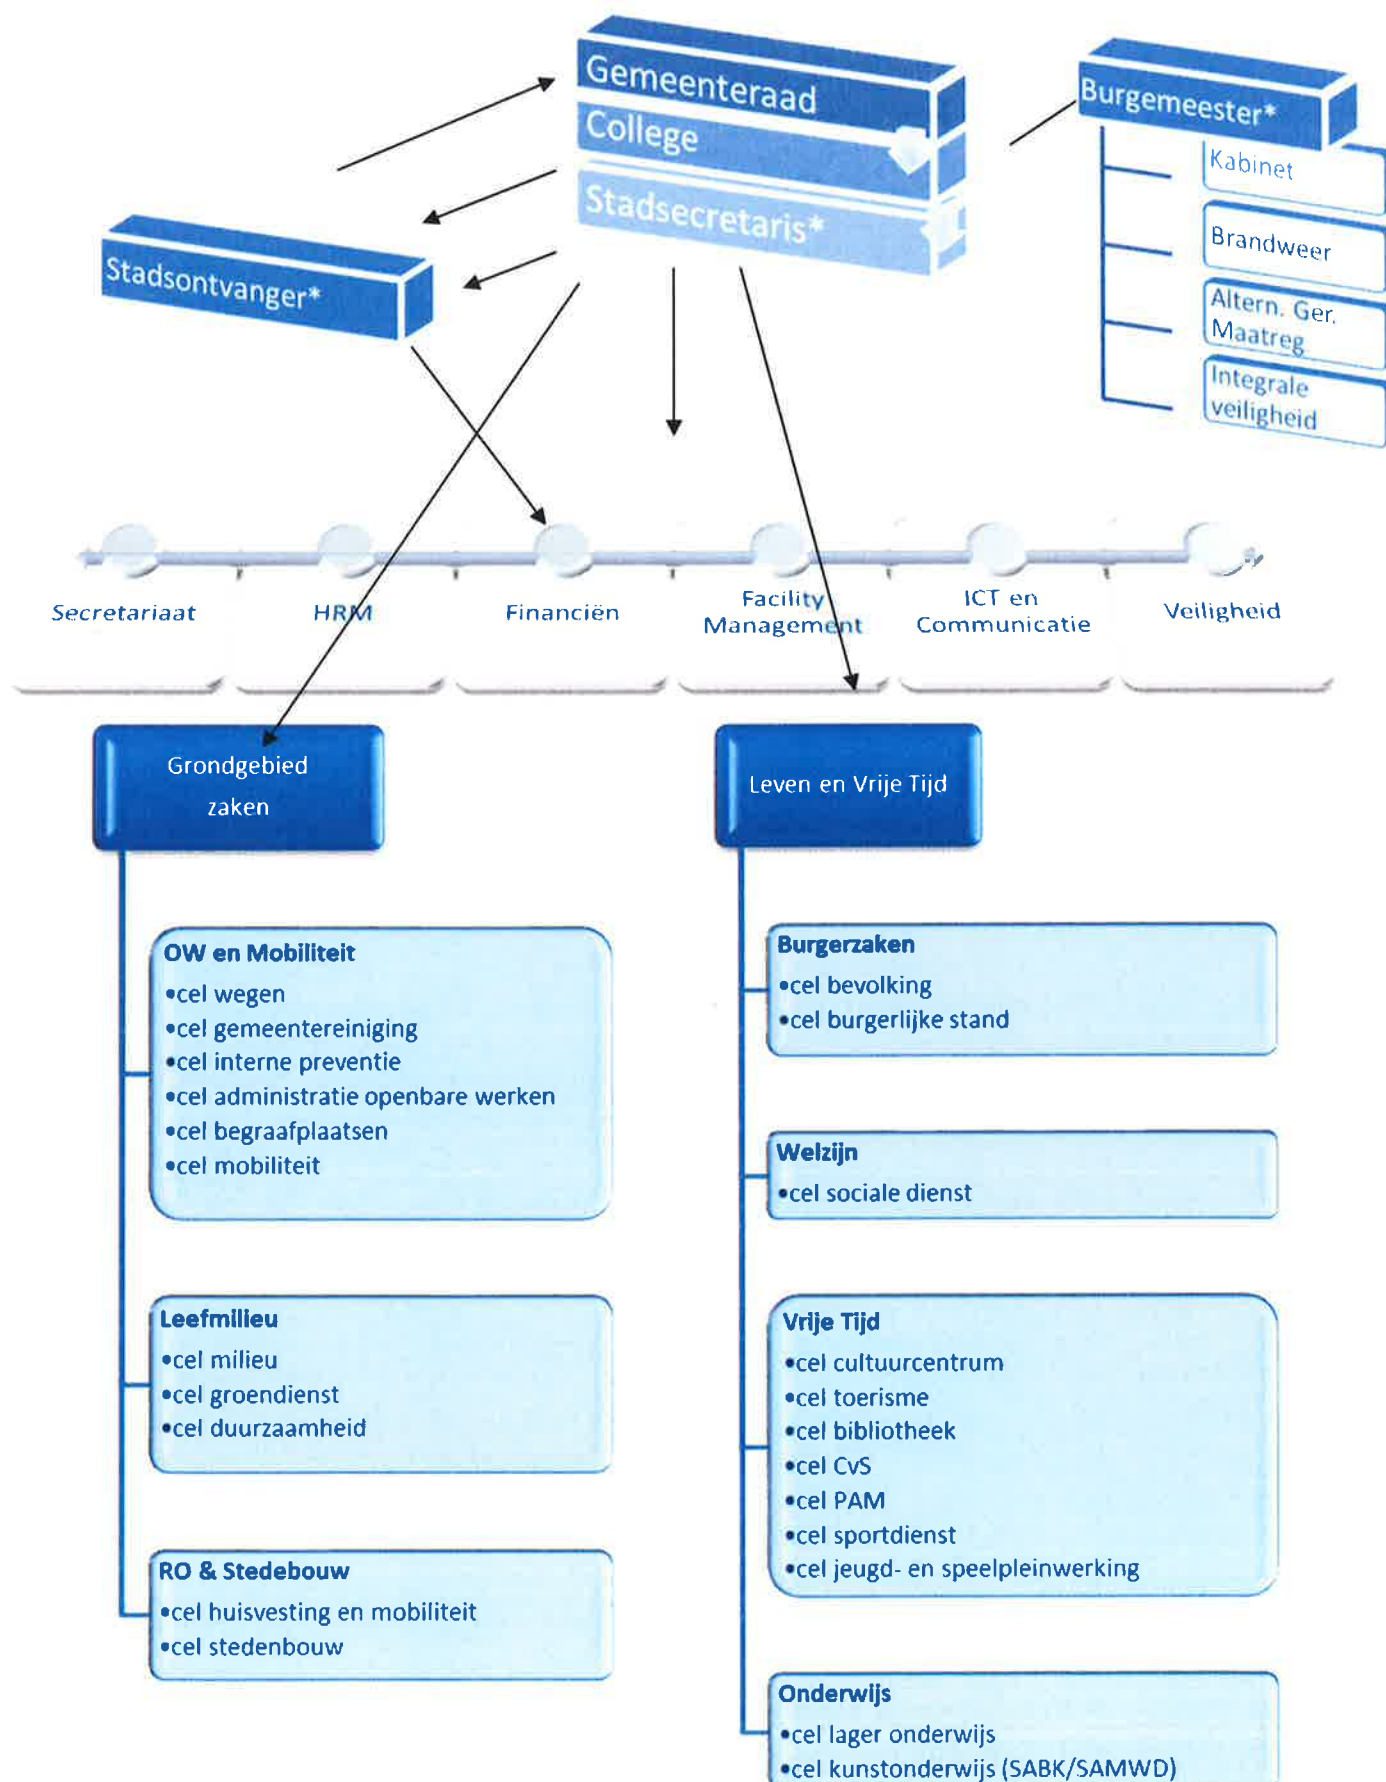 Gemeenteraad
College
Stadsecretaris*
Burgemeester*
Kabinet
Brandweer
Altern. Ger.
Maatreg
Integrale
veiligheid
Stadsontvanger*
Secretariaat
HRM
Financiën
Facility
Management
ICT en
Communicatie
Veiligheid
Grondgebied
zaken
OW en Mobiliteit
•cel wegen
•cel gemeentereiniging
•cel interne preventie
•cel administratie openbare werken
•cel begraafplaatsen
•cel mobiliteit
Leefmilieu
•cel milieu
•cel groendienst
•cel duurzaamheid
RO & Stedebouw
•cel huisvesting en mobiliteit
•cel stedenbouw
Leven en Vrije Tijd
Burgerzaken
•cel bevolking
•cel burgerlijke stand
Welzijn
•cel sociale dienst
Vrije Tijd
•cel cultuurcentrum
•cel toerisme
•cel bibliotheek
•cel CvS
•cel PAM
•cel sportdienst
•cel jeugd- en speelpleinwerking
Onderwijs
•cel lager onderwijs
•cel kunstonderwijs (SABK/SAMWD)